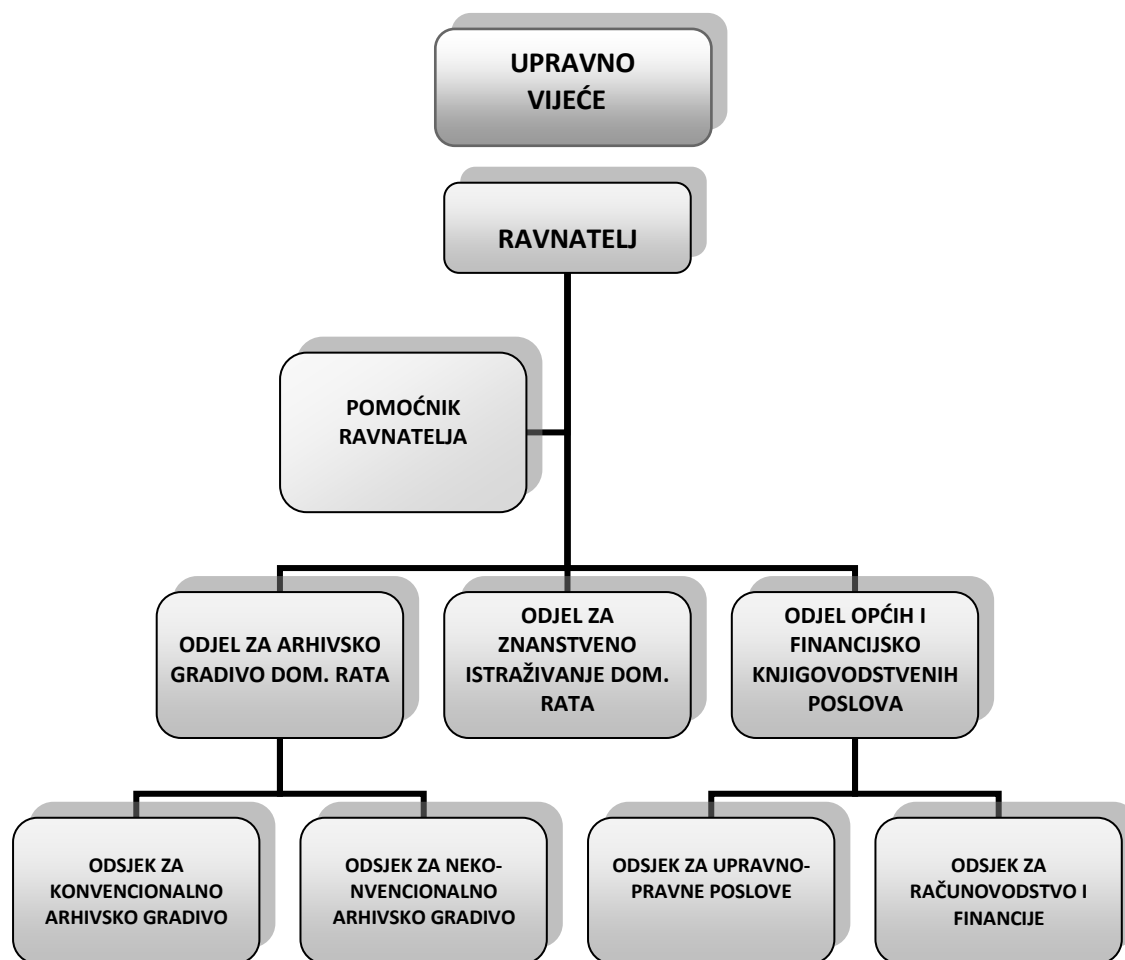 UPRAVNO
VIJEĆE
RAVNATELJ
POMOĆNIK
RAVNATELJA
ODJEL ZA ARHIVSKO
GRADIVO DOM. RATA
ODJEL ZA
ZNANSTVENO
ISTRAŽIVANJE DOM.
RATA
ODJEL OPĆIH I
FINANCIJSKO
KNJIGOVODSTVENIH
POSLOVA
ODSJEK ZA
KONVENCIONALNO
ARHIVSKO GRADIVO
ODSJEK ZA NEKO-
NVENCIONALNO
ARHIVSKO GRADIVO
ODSJEK ZA UPRAVNO-
PRAVNE POSLOVE
ODSJEK ZA
RAČUNOVODSTVO I
FINANCIJE